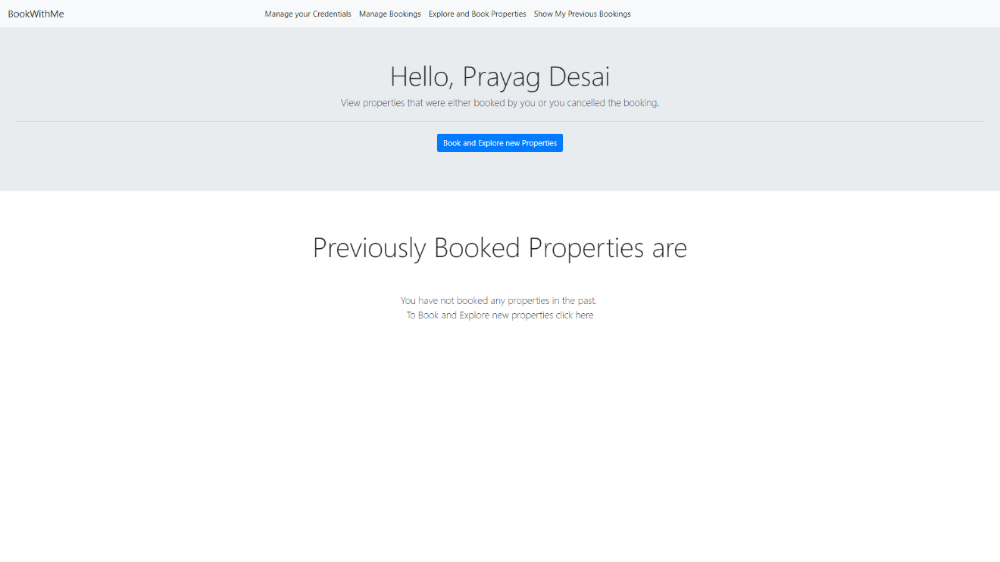 BookWithMe Manage your Credentials Manage Bookings Explore and Book Properties Show My Previous Bookings
Hello, Prayag Desai
View properties that were either booked by you or you cancelled the booking.
Book and Explore new Properties
Previously Booked Properties are
You have not booked any properties in the past.
To Book and Explore new properties click here